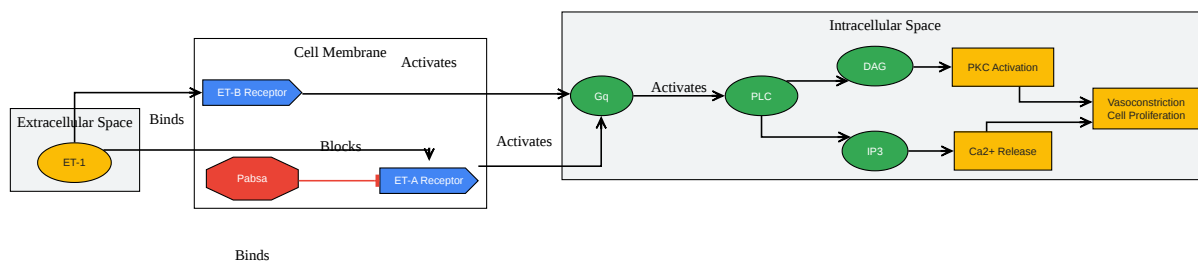 Intracellular Space
Cell Membrane
Activates
DAG
PKC Activation
ET-B Receptor
Gq
Activates
PLC
Vasoconstriction
Cell Proliferation
Extracellular Space
Binds
Blocks
Activates
IP3
Ca2+ Release
ET-1
Pabsa
ET-A Receptor
Binds